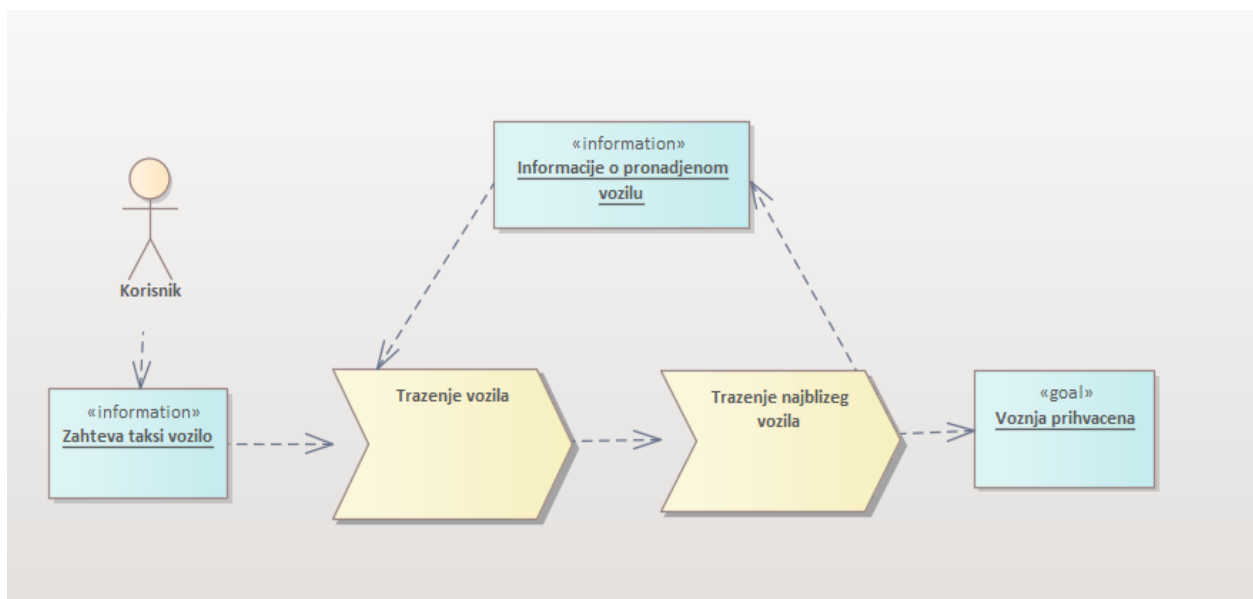 «information»
Informacije o pronadjenom
vozilu
Korisnik
«information»
Zahteva taksi vozilo
Trazenje vozila
Trazenje najblizeg
vozila
«goal»
Voznja prihvacena